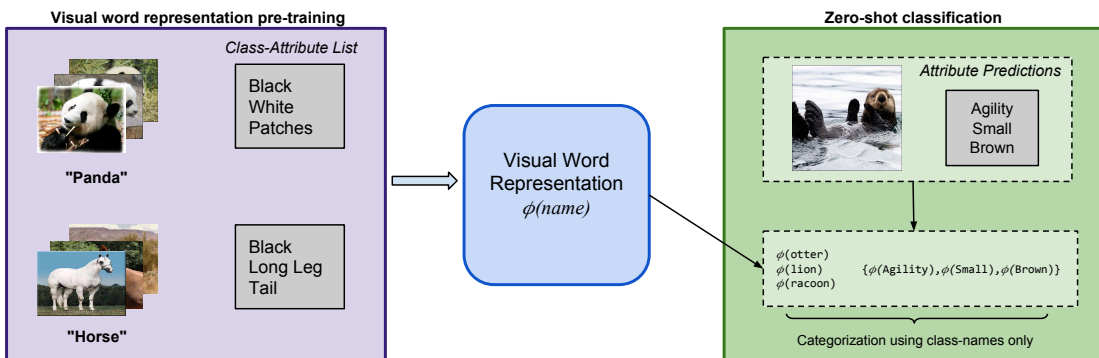 Visual word representation pre-training
Class-Attribute List
Black
White
Patches
"Panda"
Black
Long Leg
Tail
"Horse"
Visual Word
Representation
ϕ(name)
Zero-shot classification
Attribute Predictions
Agility
Small
Brown
ϕ(otter)
ϕ(lion) {ϕ(Agility),ϕ(Small),ϕ(Brown)}
ϕ(racoon)
Categorization using class-names only